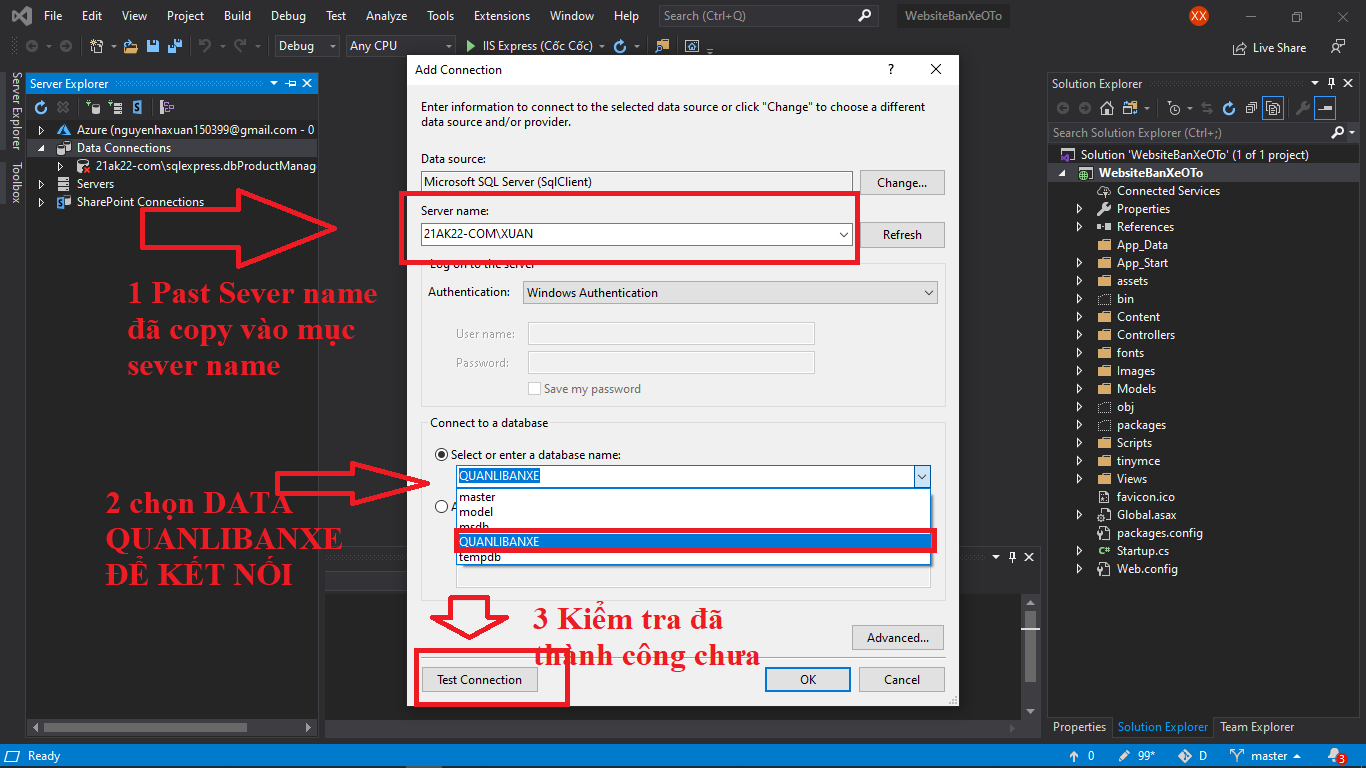 File Edit View Project Build Debug Test Analyze Tools Extensions Window Help Search (Ctrl+Q) WebsiteBanXeOTo XX
Debug Any CPU IIS Express (Cốc Cốc) Live Share
Server Explorer
Toolbox
Server Explorer
Azure (nguyenhaxuan150399@gmail.com - 0
Data Connections
21ak22-com\sqlexpress.dbProductManag
Servers
SharePoint Connections
1 Past Sever name
đã copy vào mục
sever name
2 chọn DATA
QUANLIBANXE
ĐỂ KẾT NỐI
Add Connection ?
Enter information to connect to the selected data source or click "Change" to choose a different
data source and/or provider.
Data source:
Microsoft SQL Server (SqlClient) Change...
Server name:
21AK22-COM\XUAN Refresh
Log on to the server
Authentication: Windows Authentication
User name:
Password:
Save my password
Connect to a database
Select or enter a database name:
QUANLIBANXE
master
model
msdb
QUANLIBANXE
tempdb
3 Kiểm tra đã
thành công chưa
Advanced...
Test Connection OK Cancel
Solution Explorer
Search Solution Explorer (Ctrl+;)
Solution 'WebsiteBanXeOTo' (1 of 1 project)
WebsiteBanXeOTo
Connected Services
Properties
References
App_Data
App_Start
assets
bin
Content
Controllers
fonts
Images
Models
obj
packages
Scripts
tinymce
Views
favicon.ico
Global.asax
packages.config
Startup.cs
Web.config
Properties Solution Explorer Team Explorer
Ready 0 99* D master 3